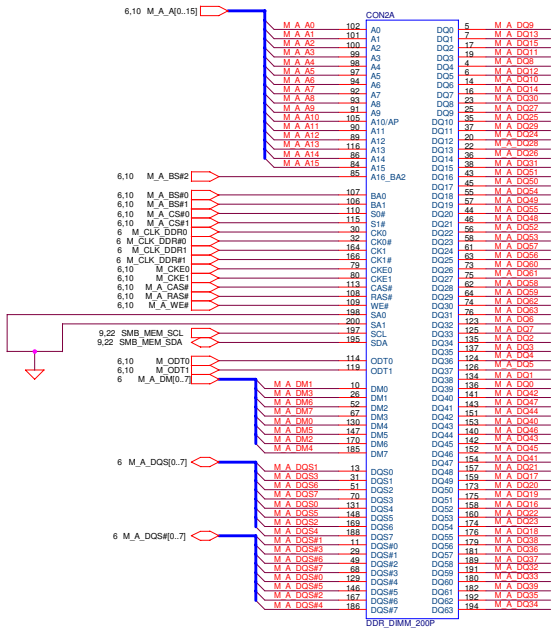 CON2A
6,10 M_A_A[0..15]
M_A_A0 102 A0
M_A_A1 101 A1
M_A_A2 100 A2
M_A_A3 99 A3
M_A_A4 98 A4
M_A_A5 97 A5
M_A_A6 94 A6
M_A_A7 92 A7
M_A_A8 93 A8
M_A_A9 91 A9
M_A_A10 105 A10/AP
M_A_A11 90 A11
M_A_A12 89 A12
M_A_A13 116 A13
M_A_A14 86 A14
M_A_A15 84 A15
6,10 M_A_BS#2 85 A16_BA2
6,10 M_A_BS#0 107 BA0
6,10 M_A_BS#1 106 BA1
6,10 M_A_CS#0 110 S0#
6,10 M_A_CS#1 115 S1#
6 M_CLK_DDR0 30 CK0
6 M_CLK_DDR#0 32 CK0#
6 M_CLK_DDR1 164 CK1
6 M_CLK_DDR#1 166 CK1#
6,10 M_CKE0 79 CKE0
6,10 M_CKE1 80 CKE1
6,10 M_A_CAS# 113 CAS#
6,10 M_A_RAS# 108 RAS#
6,10 M_A_WE# 109 WE#
198 SA0
200 SA1
9,22 SMB_MEM_SCL 197 SCL
9,22 SMB_MEM_SDA 195 SDA
6,10 M_ODT0 114 ODT0
6,10 M_ODT1 119 ODT1
6 M_A_DM[0..7]
M_A_DM1 10 DM0
M_A_DM3 26 DM1
M_A_DM6 52 DM2
M_A_DM7 67 DM3
M_A_DM0 130 DM4
M_A_DM5 147 DM5
M_A_DM2 170 DM6
M_A_DM4 185 DM7
6 M_A_DQS[0..7]
M_A_DQS1 13 DQS0
M_A_DQS3 31 DQS1
M_A_DQS6 51 DQS2
M_A_DQS7 70 DQS3
M_A_DQS0 131 DQS4
M_A_DQS5 148 DQS5
M_A_DQS2 169 DQS6
M_A_DQS4 188 DQS7
6 M_A_DQS#[0..7]
M_A_DQS#1 11 DQS#0
M_A_DQS#3 29 DQS#1
M_A_DQS#6 49 DQS#2
M_A_DQS#7 68 DQS#3
M_A_DQS#0 129 DQS#4
M_A_DQS#5 146 DQS#5
M_A_DQS#2 167 DQS#6
M_A_DQS#4 186 DQS#7
DQ0 5 M_A_DQ9
DQ1 7 M_A_DQ13
DQ2 17 M_A_DQ15
DQ3 19 M_A_DQ11
DQ4 4 M_A_DQ8
DQ5 6 M_A_DQ12
DQ6 14 M_A_DQ10
DQ7 16 M_A_DQ14
DQ8 23 M_A_DQ30
DQ9 25 M_A_DQ25
DQ10 35 M_A_DQ27
DQ11 37 M_A_DQ29
DQ12 20 M_A_DQ24
DQ13 22 M_A_DQ28
DQ14 36 M_A_DQ26
DQ15 38 M_A_DQ31
DQ16 43 M_A_DQ51
DQ17 45 M_A_DQ50
DQ18 55 M_A_DQ54
DQ19 57 M_A_DQ49
DQ20 44 M_A_DQ55
DQ21 46 M_A_DQ48
DQ22 56 M_A_DQ52
DQ23 58 M_A_DQ53
DQ24 61 M_A_DQ57
DQ25 63 M_A_DQ56
DQ26 73 M_A_DQ60
DQ27 75 M_A_DQ61
DQ28 62 M_A_DQ58
DQ29 64 M_A_DQ59
DQ30 74 M_A_DQ62
DQ31 76 M_A_DQ63
DQ32 123 M_A_DQ6
DQ33 125 M_A_DQ7
DQ34 135 M_A_DQ2
DQ35 137 M_A_DQ3
DQ36 124 M_A_DQ4
DQ37 126 M_A_DQ5
DQ38 134 M_A_DQ1
DQ39 136 M_A_DQ0
DQ40 141 M_A_DQ42
DQ41 143 M_A_DQ47
DQ42 151 M_A_DQ44
DQ43 153 M_A_DQ40
DQ44 140 M_A_DQ46
DQ45 142 M_A_DQ43
DQ46 152 M_A_DQ45
DQ47 154 M_A_DQ41
DQ48 157 M_A_DQ21
DQ49 159 M_A_DQ17
DQ50 173 M_A_DQ20
DQ51 175 M_A_DQ19
DQ52 158 M_A_DQ16
DQ53 160 M_A_DQ22
DQ54 174 M_A_DQ23
DQ55 176 M_A_DQ18
DQ56 179 M_A_DQ38
DQ57 181 M_A_DQ36
DQ58 189 M_A_DQ37
DQ59 191 M_A_DQ32
DQ60 180 M_A_DQ33
DQ61 182 M_A_DQ39
DQ62 192 M_A_DQ35
DQ63 194 M_A_DQ34
DDR_DIMM_200P